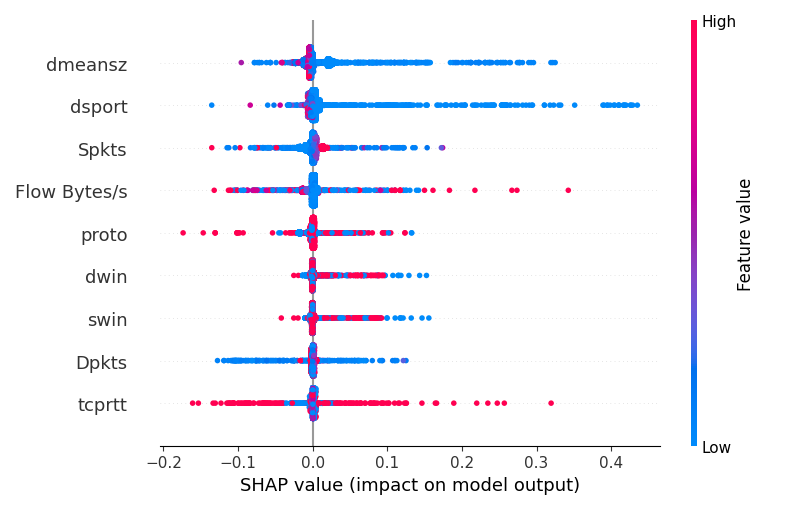 High
dmeansz
dsport
Spkts
Flow Bytes/s
proto
dwin
swin
Dpkts
tcprtt
Low
Feature value
−0.2 −0.1 0.0 0.1 0.2 0.3 0.4
SHAP value (impact on model output)